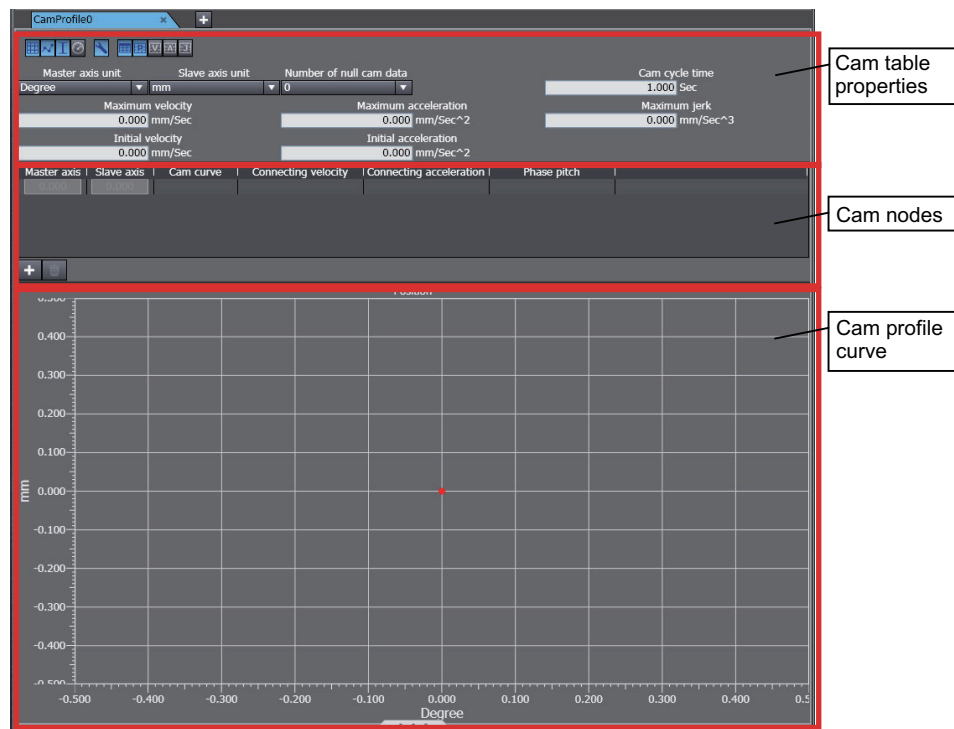 CamProfile0 × +
P V A J
Master axis unit Slave axis unit Number of null cam data Cam cycle time
Degree mm 0 1.000 Sec
Maximum velocity Maximum acceleration Maximum jerk
0.000 mm/Sec 0.000 mm/Sec^2 0.000 mm/Sec^3
Initial velocity Initial acceleration
0.000 mm/Sec 0.000 mm/Sec^2
Cam table
properties
Master axis Slave axis Cam curve Connecting velocity Connecting acceleration Phase pitch
0.000 0.000
Cam nodes
+
Position
0.500
0.400
0.300
0.200
0.100
0.000
-0.100
-0.200
-0.300
-0.400
-0.500
mm
-0.500 -0.400 -0.300 -0.200 -0.100 0.000 0.100 0.200 0.300 0.400 0.5
Degree
Cam profile
curve